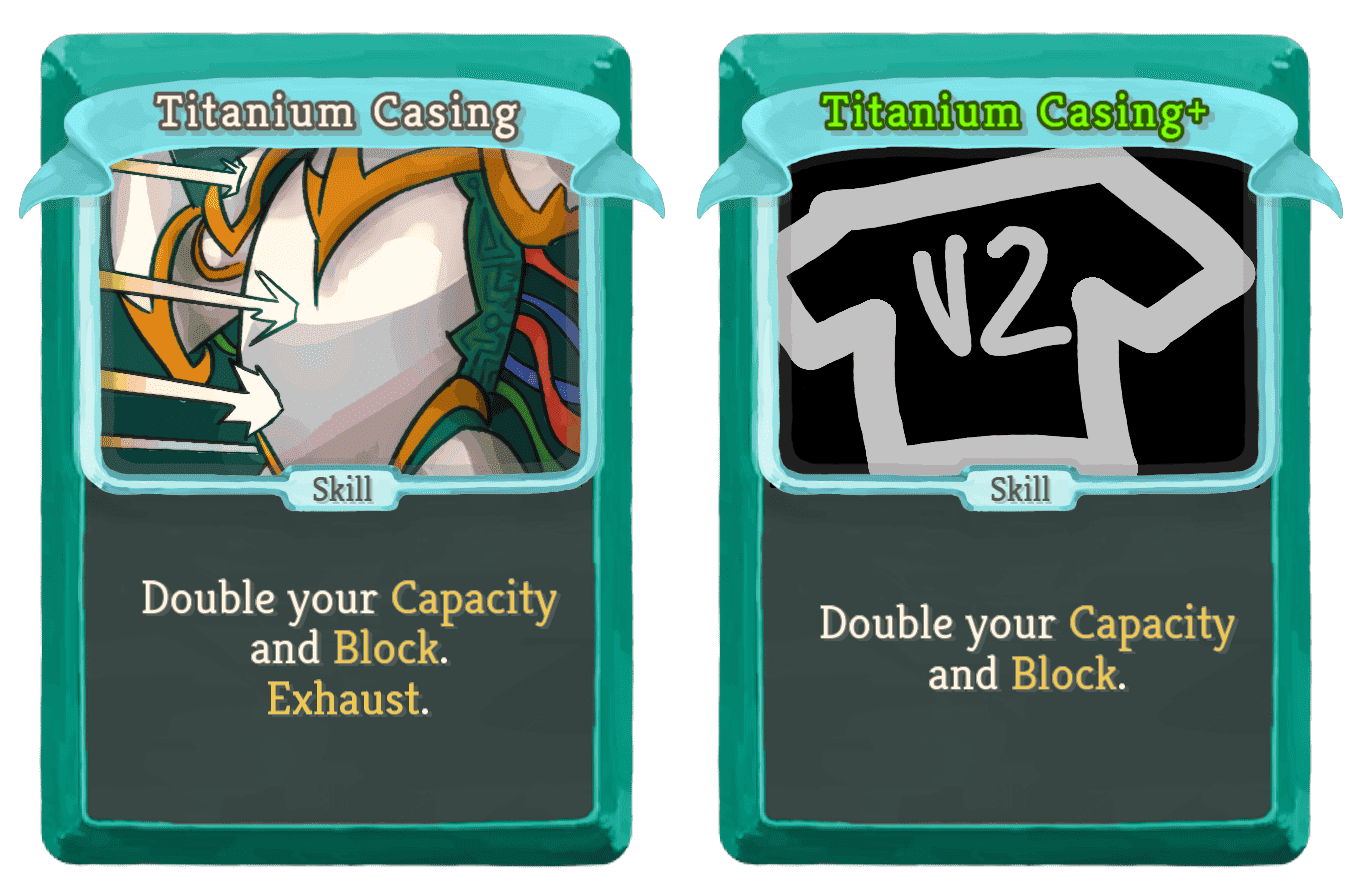 Titanium Casing
Skill
Double your Capacity
and Block.
Exhaust.
Titanium Casing+
V2
Skill
Double your Capacity
and Block.